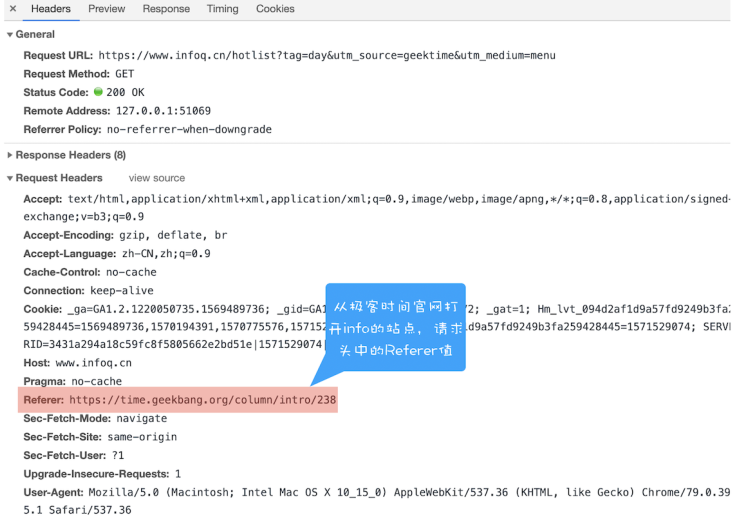 × Headers Preview Response Timing Cookies
▼ General
Request URL: https://www.infoq.cn/hotlist?tag=day&utm_source=geektime&utm_medium=menu
Request Method: GET
Status Code: 200 OK
Remote Address: 127.0.0.1:51069
Referrer Policy: no-referrer-when-downgrade
▶ Response Headers (8)
▼ Request Headers view source
Accept: text/html,application/xhtml+xml,application/xml;q=0.9,image/webp,image/apng,*/*;q=0.8,application/signed-
exchange;v=b3;q=0.9
Accept-Encoding: gzip, deflate, br
Accept-Language: zh-CN,zh;q=0.9
Cache-Control: no-cache
Connection: keep-alive
Cookie: _ga=GA1.2.1220050735.1569489736; _gid=GA1 72; _gat=1; Hm_lvt_094d2af1d9a57fd9249b3fa2
59428445=1569489736,1570194391,1570775576,15715 d9a57fd9249b3fa259428445=1571529074; SERVE
RID=3431a294a18c59fc8f5805662e2bd51e|1571529074|
从极客时间官网打
开info的站点，请求
头中的Referer值
Host: www.infoq.cn
Pragma: no-cache
Referer: https://time.geekbang.org/column/intro/238
Sec-Fetch-Mode: navigate
Sec-Fetch-Site: same-origin
Sec-Fetch-User: ?1
Upgrade-Insecure-Requests: 1
User-Agent: Mozilla/5.0 (Macintosh; Intel Mac OS X 10_15_0) AppleWebKit/537.36 (KHTML, like Gecko) Chrome/79.0.39
5.1 Safari/537.36